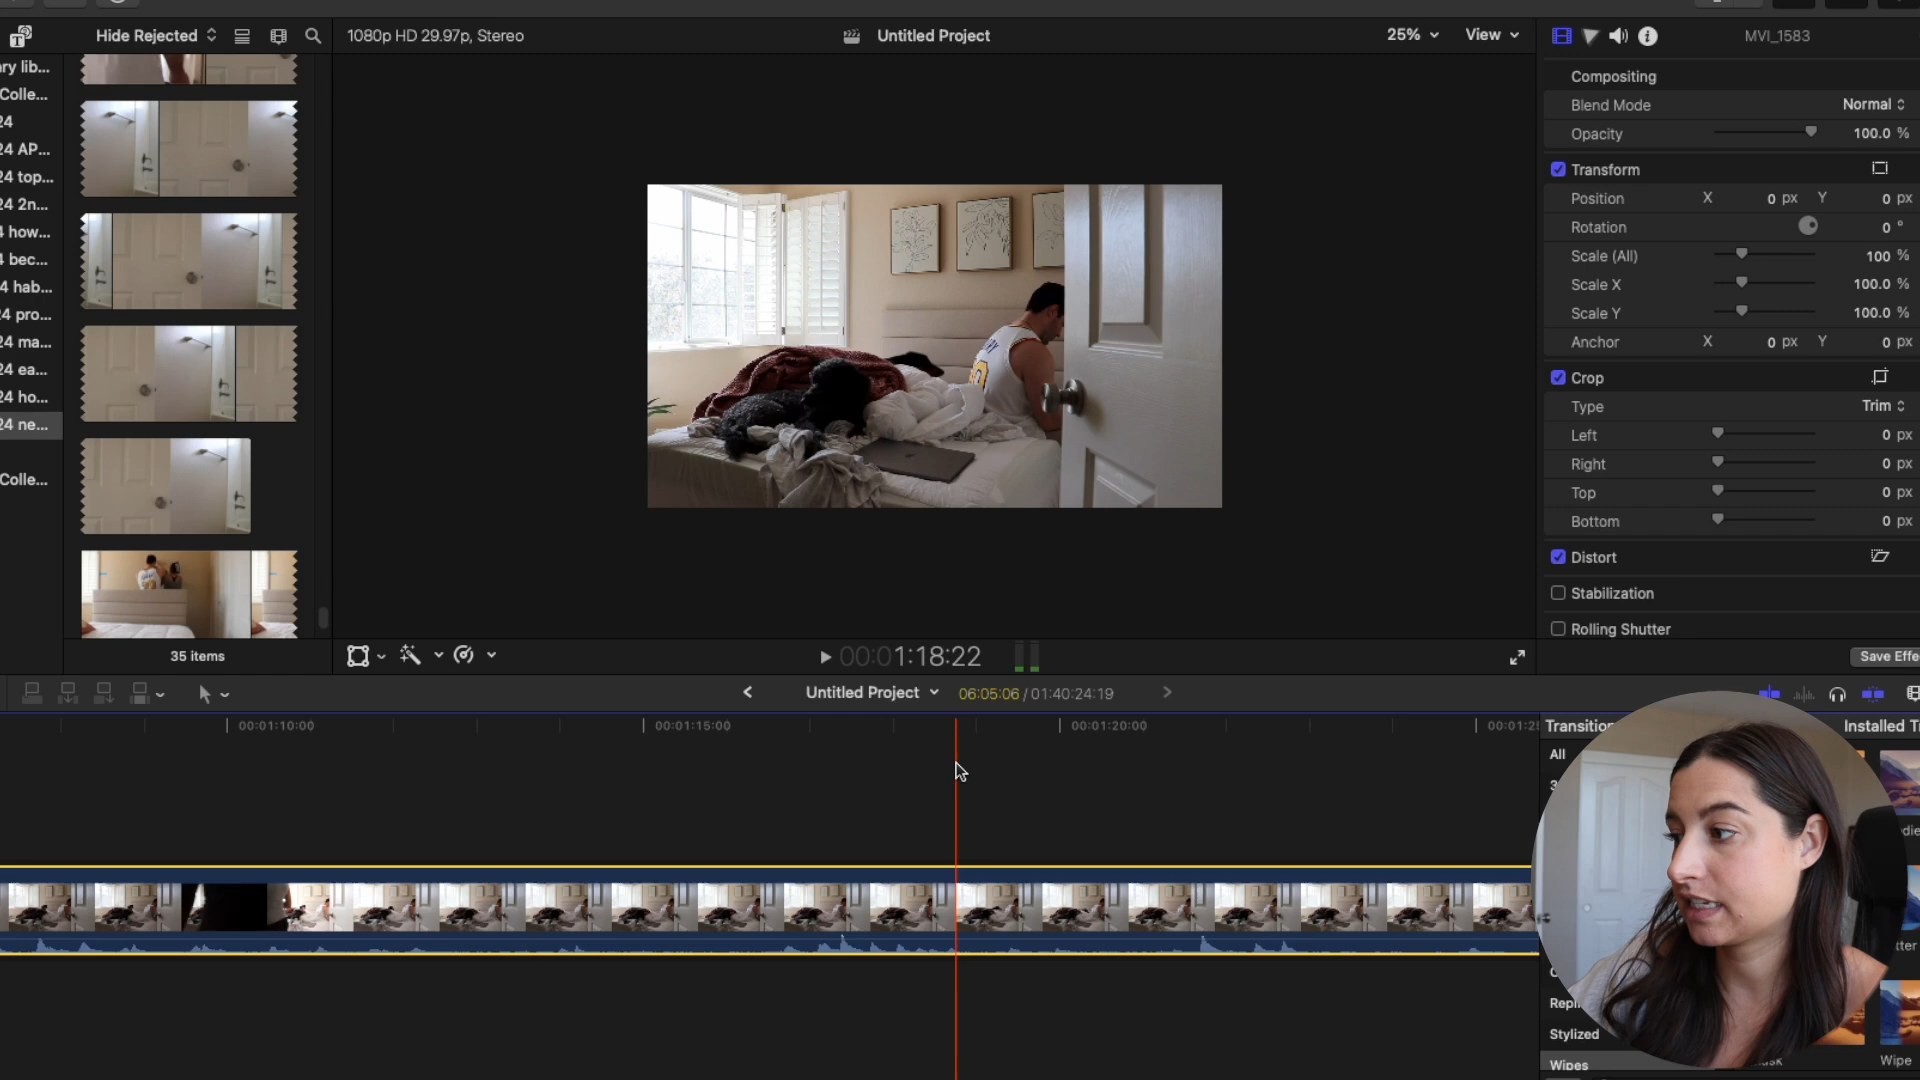 Hide Rejected
1080p HD 29.97p, Stereo
Untitled Project
25%
View
MVI_1583
ry lib...
Colle...
24
24 AP...
24 top...
24 2n...
4 how...
4 bec...
4 hab...
24 pro...
24 ma...
24 ea...
24 ho...
24 ne...
Colle...
35 items
Compositing
Blend Mode Normal
Opacity 100.0 %
Transform
Position X 0 px Y 0 px
Rotation 0 °
Scale (All) 100 %
Scale X 100.0 %
Scale Y 100.0 %
Anchor X 0 px Y 0 px
Crop
Type Trim
Left 0 px
Right 0 px
Top 0 px
Bottom 0 px
Distort
Stabilization
Rolling Shutter
Save Effe
00:01:18:22
Untitled Project
06:05:06 / 01:40:24:19
00:01:10:00
00:01:15:00
00:01:20:00
00:01:25
Transition
Installed Tr
All
Stylized
Wipes
Wipe